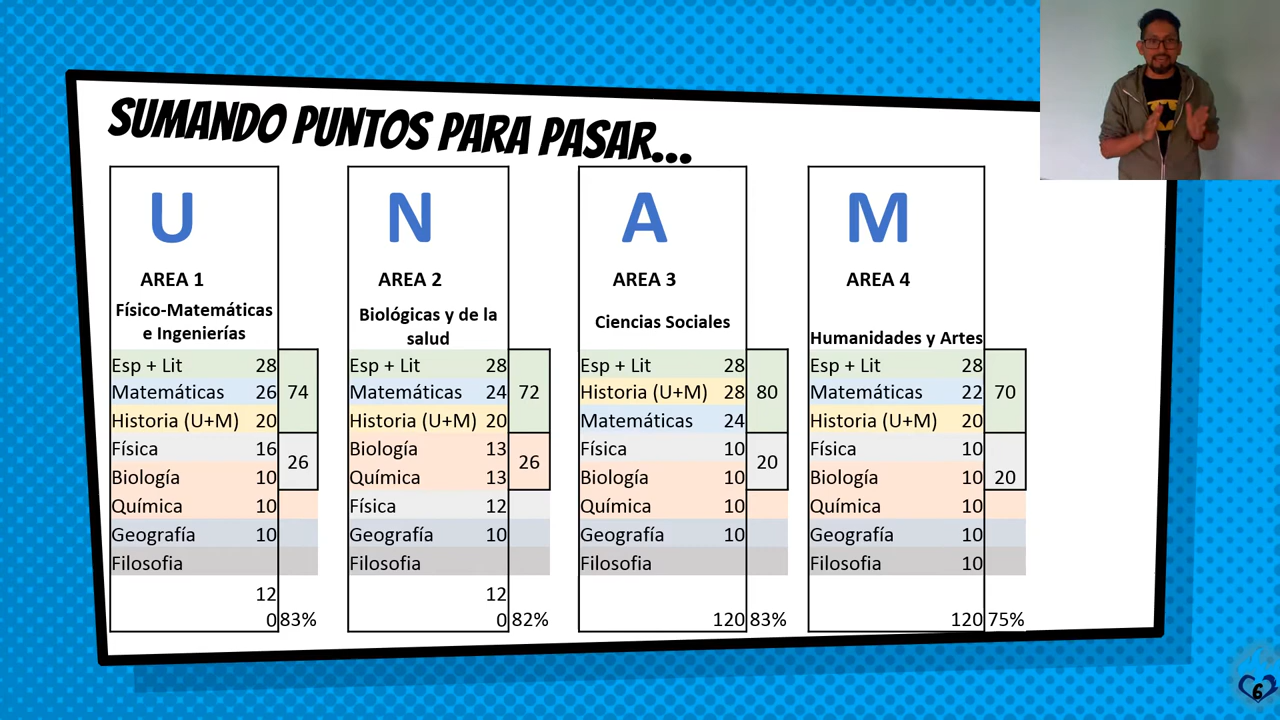 SUMANDO PUNTOS PARA PASAR...
U
AREA 1
Físico-Matemáticas
e Ingenierías
Esp + Lit 28
Matemáticas 26
Historia (U+M) 20
74
Física 16
Biología 10
26
Química 10
Geografía 10
Filosofia
12
0 83%
N
AREA 2
Biológicas y de la
salud
Esp + Lit 28
Matemáticas 24
Historia (U+M) 20
72
Biología 13
Química 13
26
Física 12
Geografía 10
Filosofia
12
0 82%
A
AREA 3
Ciencias Sociales
Esp + Lit 28
Historia (U+M) 28
Matemáticas 24
80
Física 10
Biología 10
20
Química 10
Geografía 10
Filosofia
120 83%
M
AREA 4
Humanidades y Artes
Esp + Lit 28
Matemáticas 22
Historia (U+M) 20
70
Física 10
Biología 10
20
Química 10
Geografía 10
Filosofia 10
120 75%
6